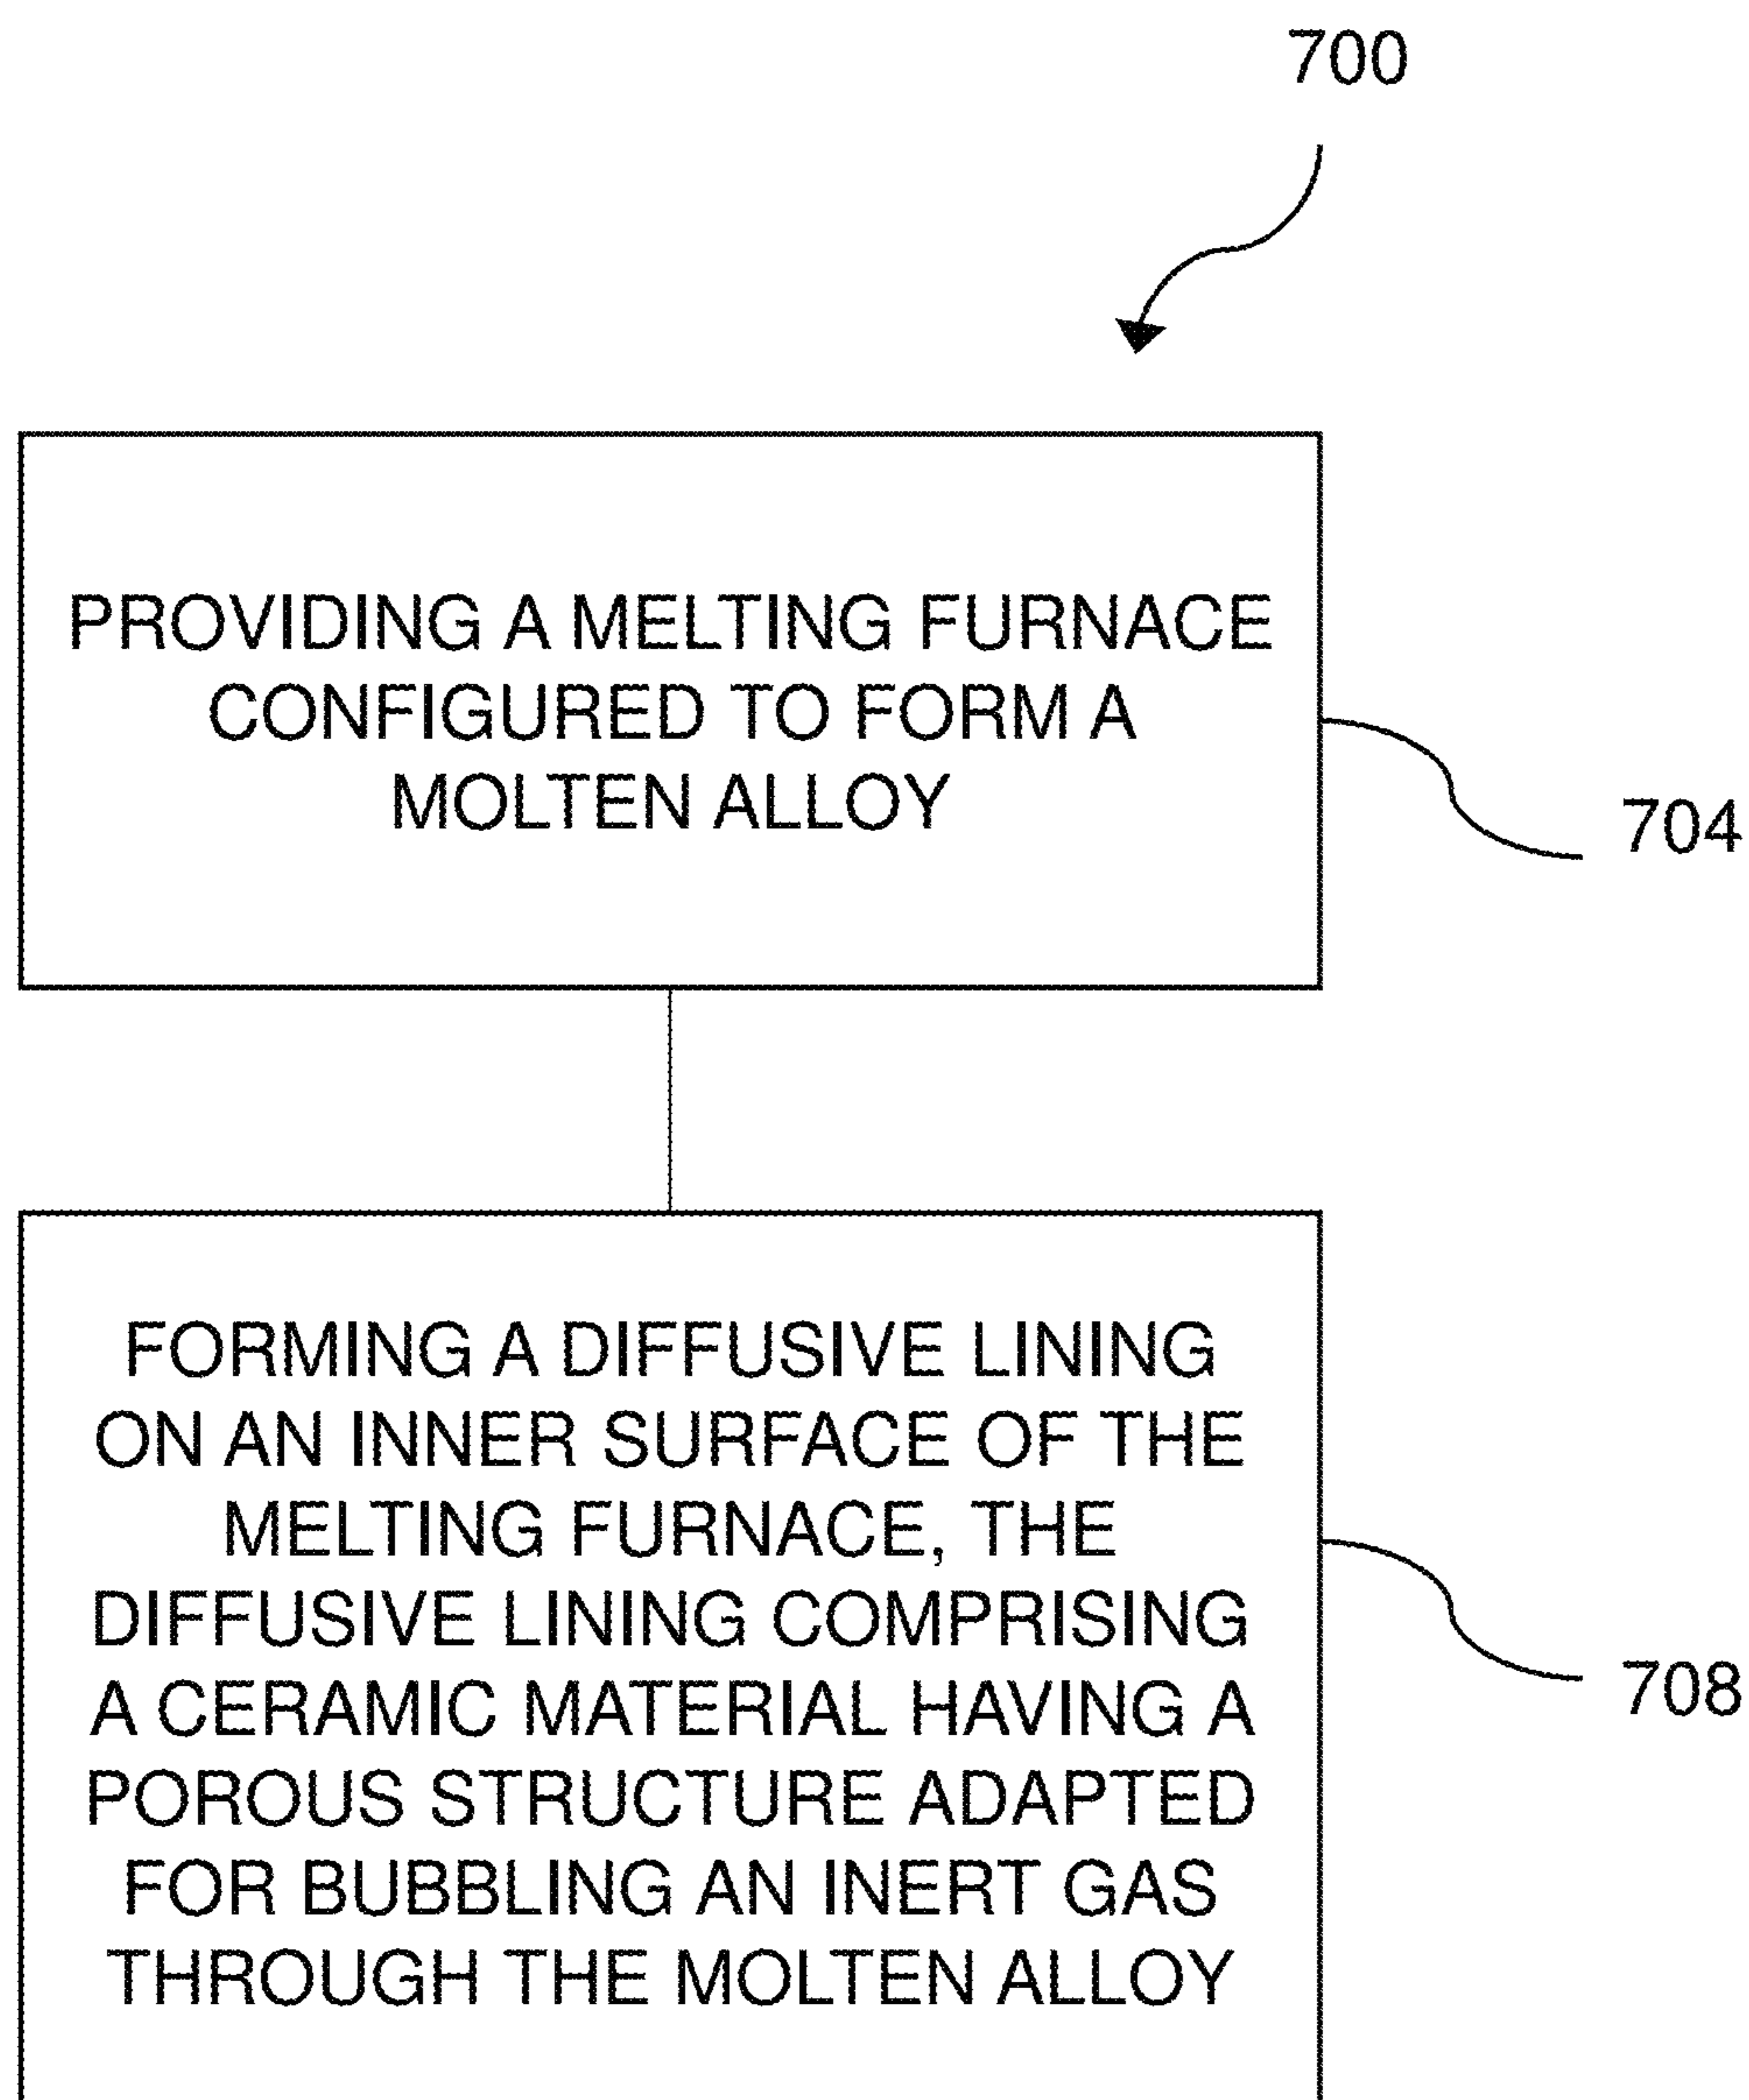 700
PROVIDING A MELTING FURNACE
CONFIGURED TO FORM A
MOLTEN ALLOY
704
FORMING A DIFFUSIVE LINING
ON AN INNER SURFACE OF THE
MELTING FURNACE, THE
DIFFUSIVE LINING COMPRISING
A CERAMIC MATERIAL HAVING A
POROUS STRUCTURE ADAPTED
FOR BUBBLING AN INERT GAS
THROUGH THE MOLTEN ALLOY
708